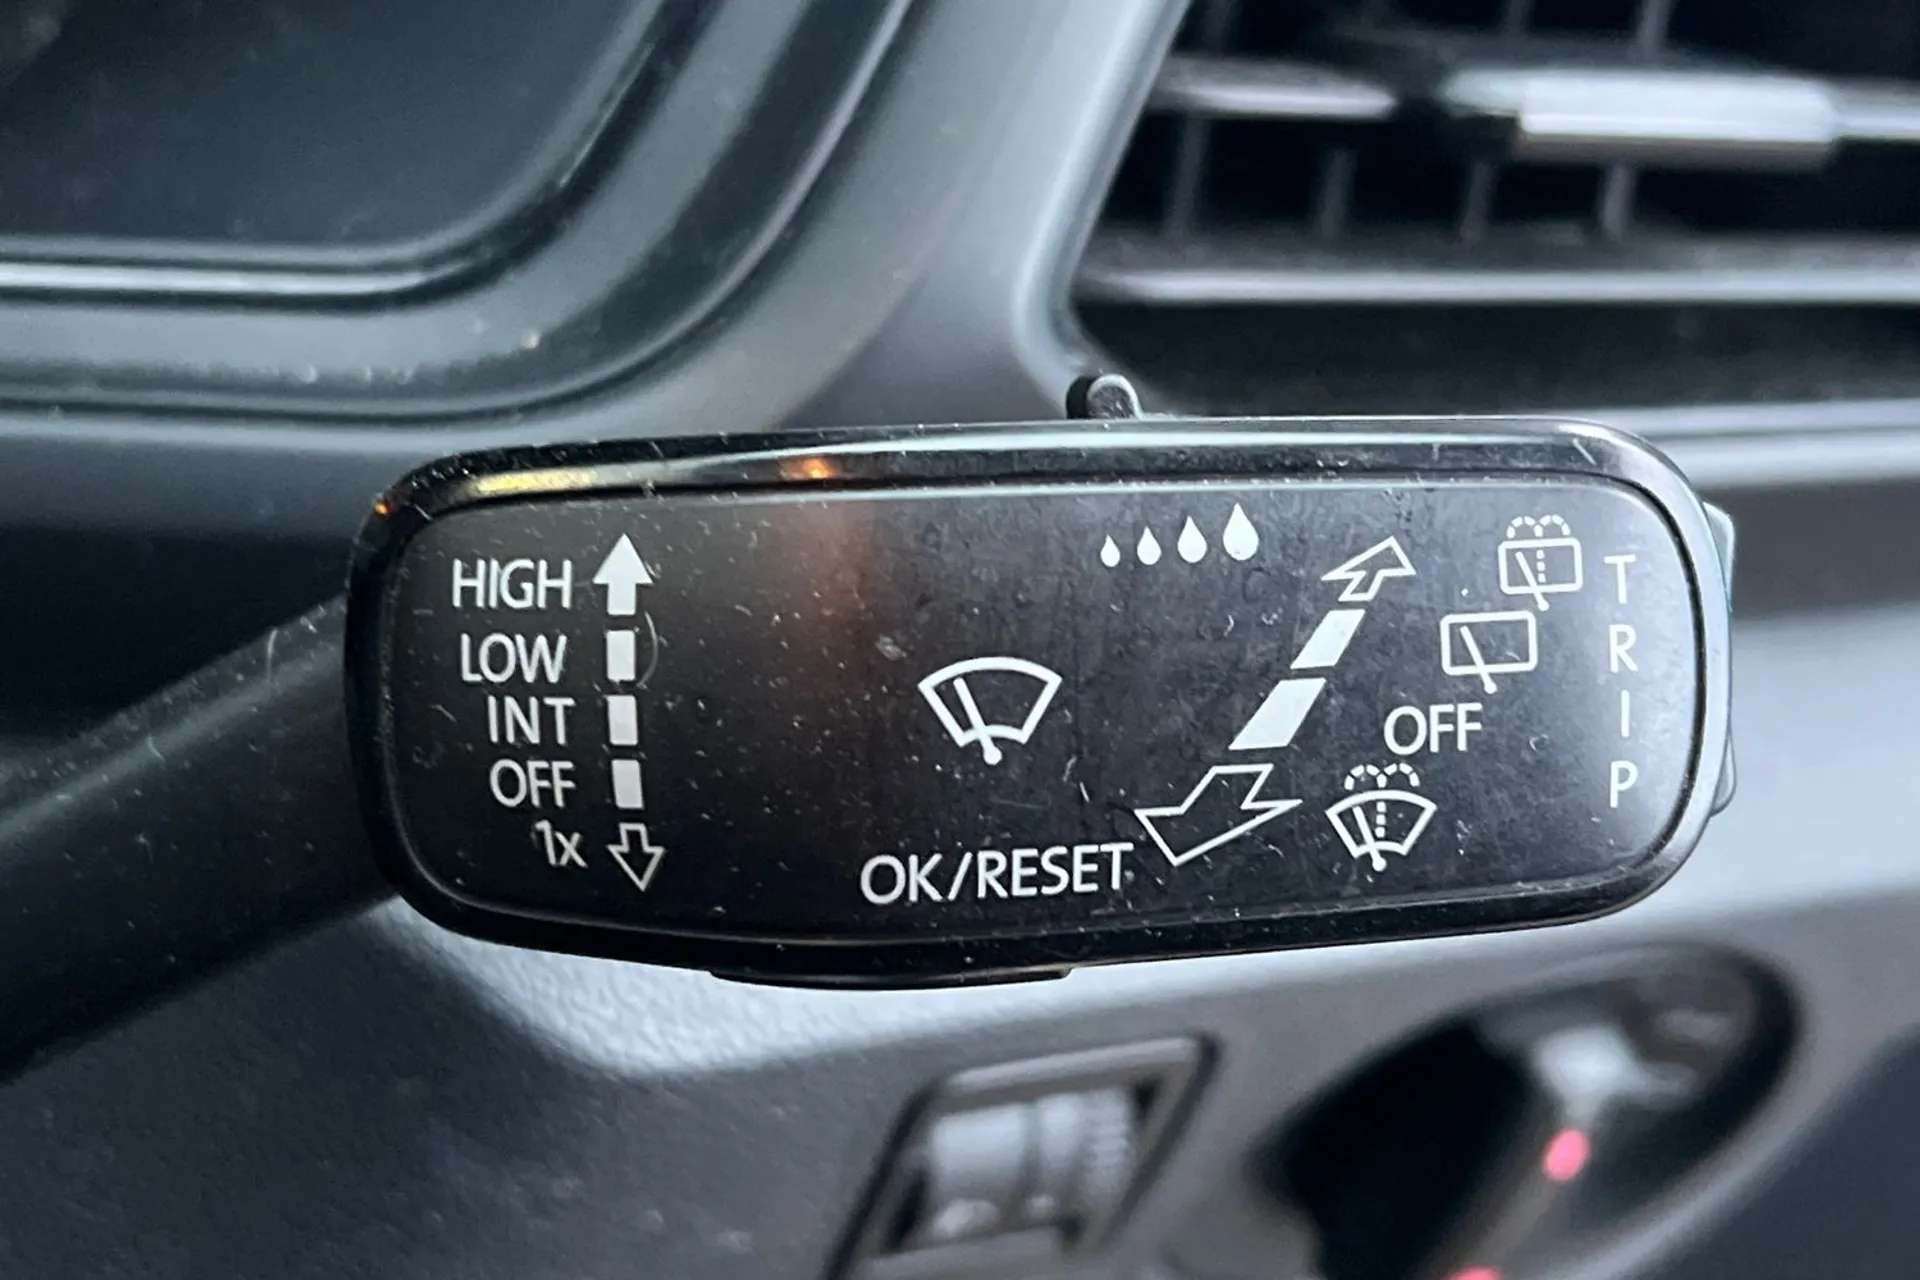 HIGH
LOW
INT
OFF
1x
OK/RESET
OFF
TRIP